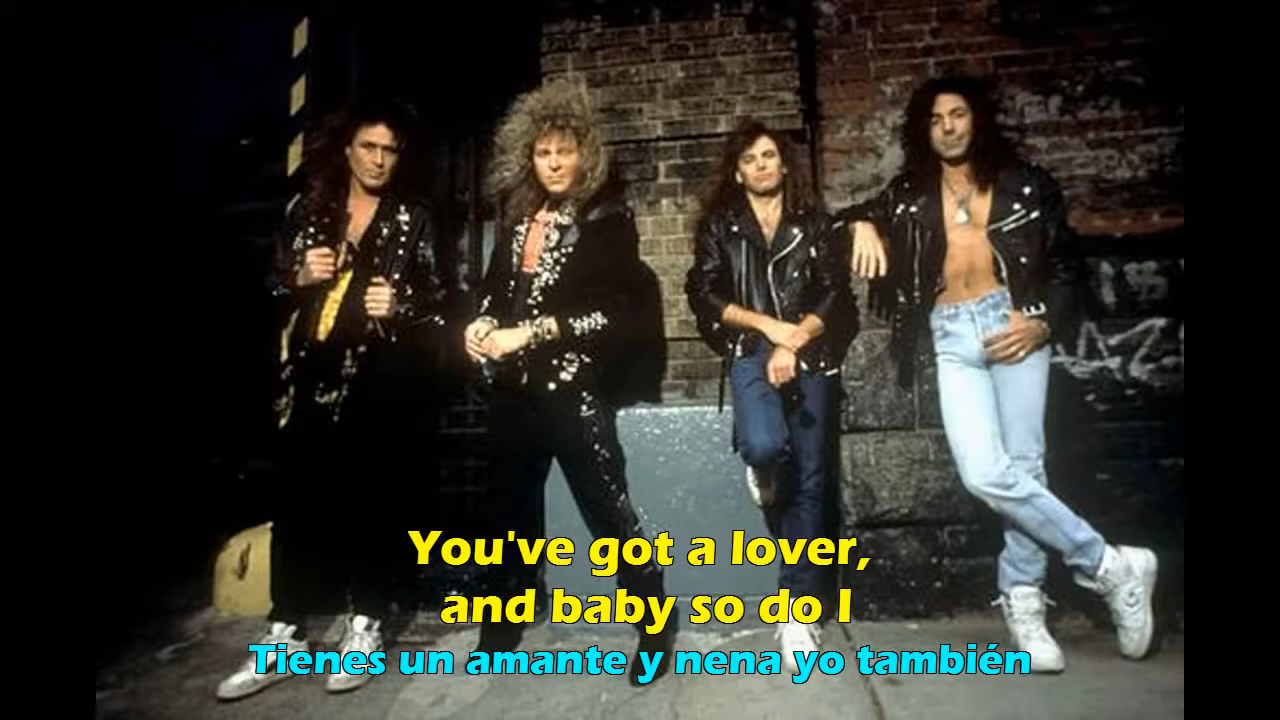 You've got a lover,
and baby so do I
Tienes un amante y nena yo también